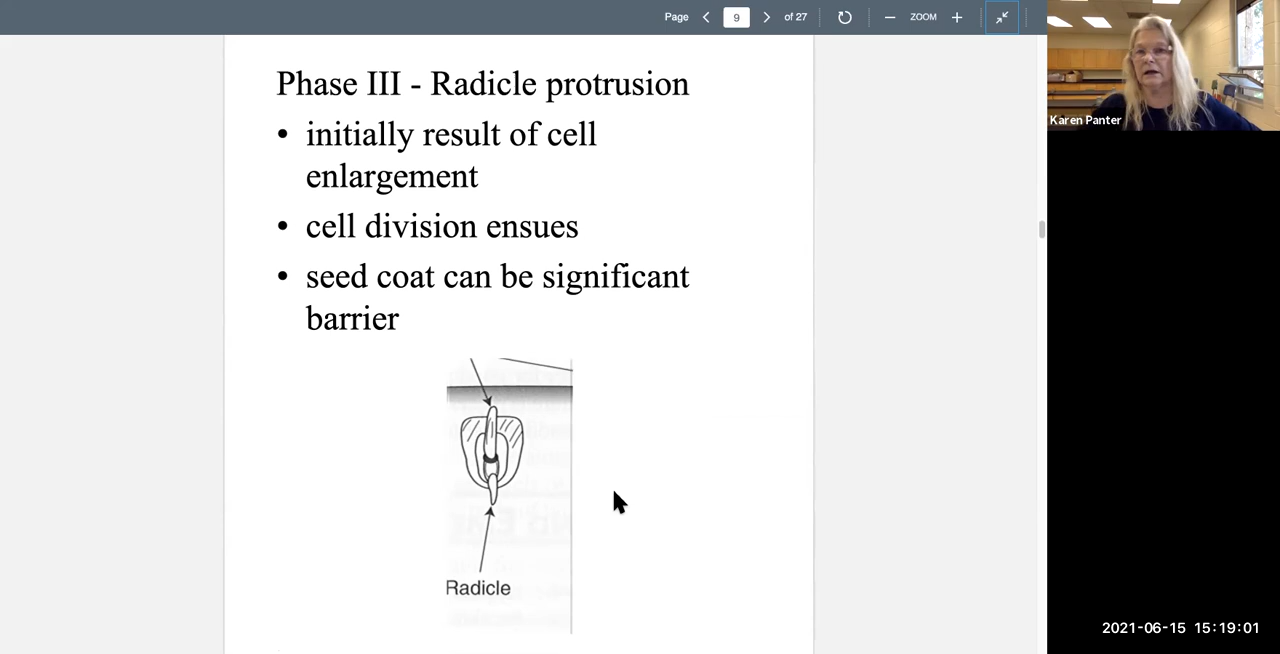 Page 9 of 27 ZOOM
Karen Panter
Phase III - Radicle protrusion
• initially result of cell
enlargement
• cell division ensues
• seed coat can be significant
barrier
Radicle
2021-06-15 15:19:01